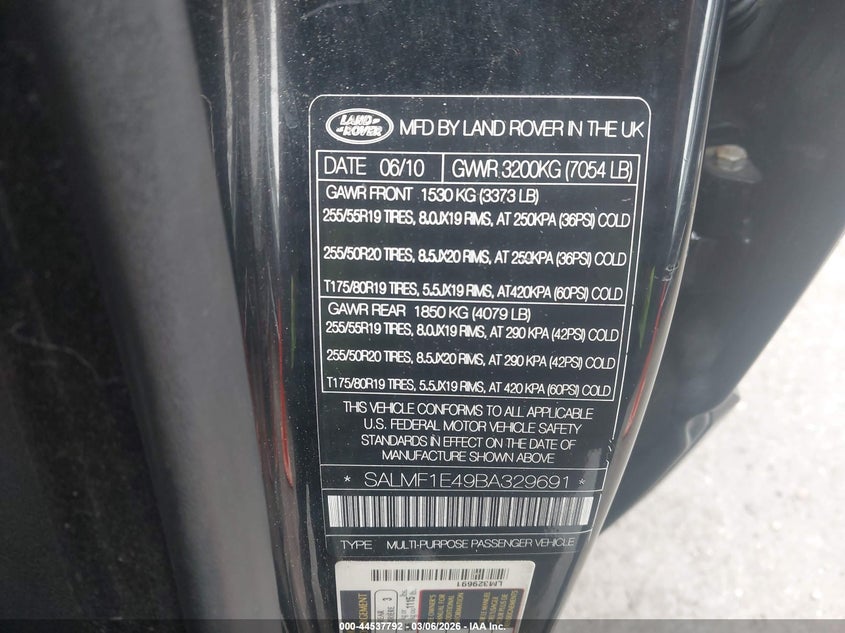 LAND ROVER MFD BY LAND ROVER IN THE UK
DATE 06/10 GWWR 3200KG (7054 LB)
GAWR FRONT 1530 KG (3373 LB)
255/55R19 TIRES, 8.0JX19 RIMS, AT 250KPA (36PSI) COLD
255/50R20 TIRES, 8.5JX20 RIMS, AT 250KPA (36PSI) COLD
T175/80R19 TIRES, 5.5JX19 RIMS, AT 420KPA (60PSI) COLD
GAWR REAR 1850 KG (4079 LB)
255/55R19 TIRES, 8.0JX19 RIMS, AT 290 KPA (42PSI) COLD
255/50R20 TIRES, 8.5JX20 RIMS, AT 290 KPA (42PSI) COLD
T175/80R19 TIRES, 5.5JX19 RIMS, AT 420 KPA (60PSI) COLD
THIS VEHICLE CONFORMS TO ALL APPLICABLE
U.S. FEDERAL MOTOR VEHICLE SAFETY
STANDARDS IN EFFECT ON THE DATE OF
MANUFACTURE SHOWN ABOVE
* SALMF1E49BA329691 *
TYPE MULTI-PURPOSE PASSENGER VEHICLE
LM329691
3
000-44537792 - 03/06/2026 - IAA, Inc.